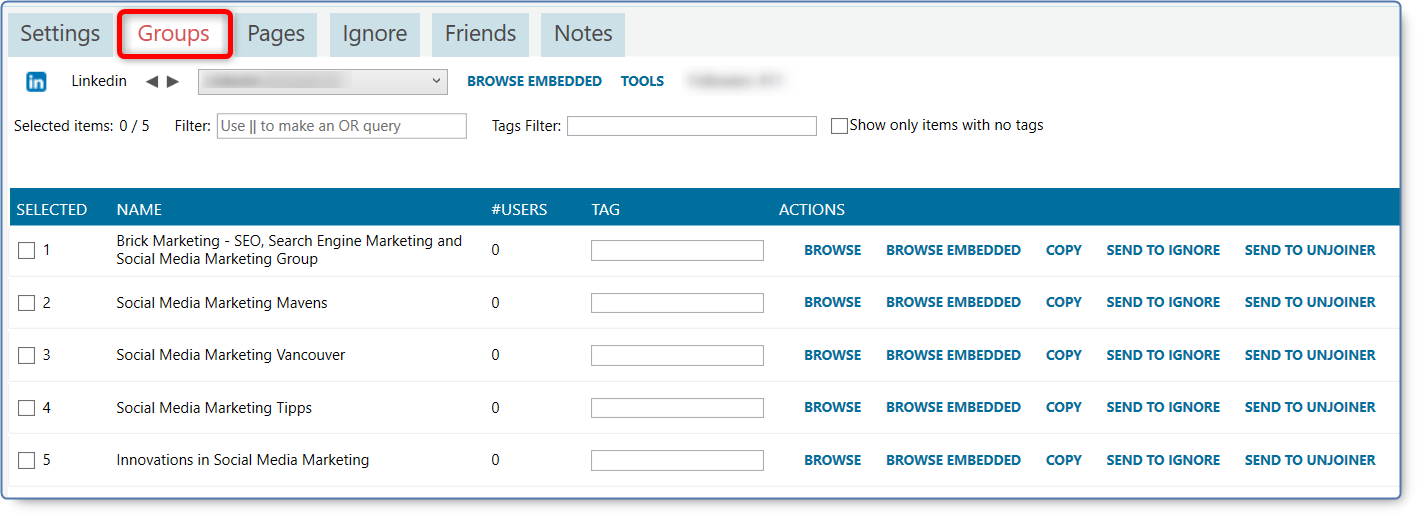 Settings Groups Pages Ignore Friends Notes
in Linkedin BROWSE EMBEDDED TOOLS
Selected items: 0 / 5 Filter: Use || to make an OR query Tags Filter: Show only items with no tags
SELECTED NAME #USERS TAG ACTIONS
1 Brick Marketing - SEO, Search Engine Marketing and
Social Media Marketing Group 0 BROWSE BROWSE EMBEDDED COPY SEND TO IGNORE SEND TO UNJOINER
2 Social Media Marketing Mavens 0 BROWSE BROWSE EMBEDDED COPY SEND TO IGNORE SEND TO UNJOINER
3 Social Media Marketing Vancouver 0 BROWSE BROWSE EMBEDDED COPY SEND TO IGNORE SEND TO UNJOINER
4 Social Media Marketing Tipps 0 BROWSE BROWSE EMBEDDED COPY SEND TO IGNORE SEND TO UNJOINER
5 Innovations in Social Media Marketing 0 BROWSE BROWSE EMBEDDED COPY SEND TO IGNORE SEND TO UNJOINER